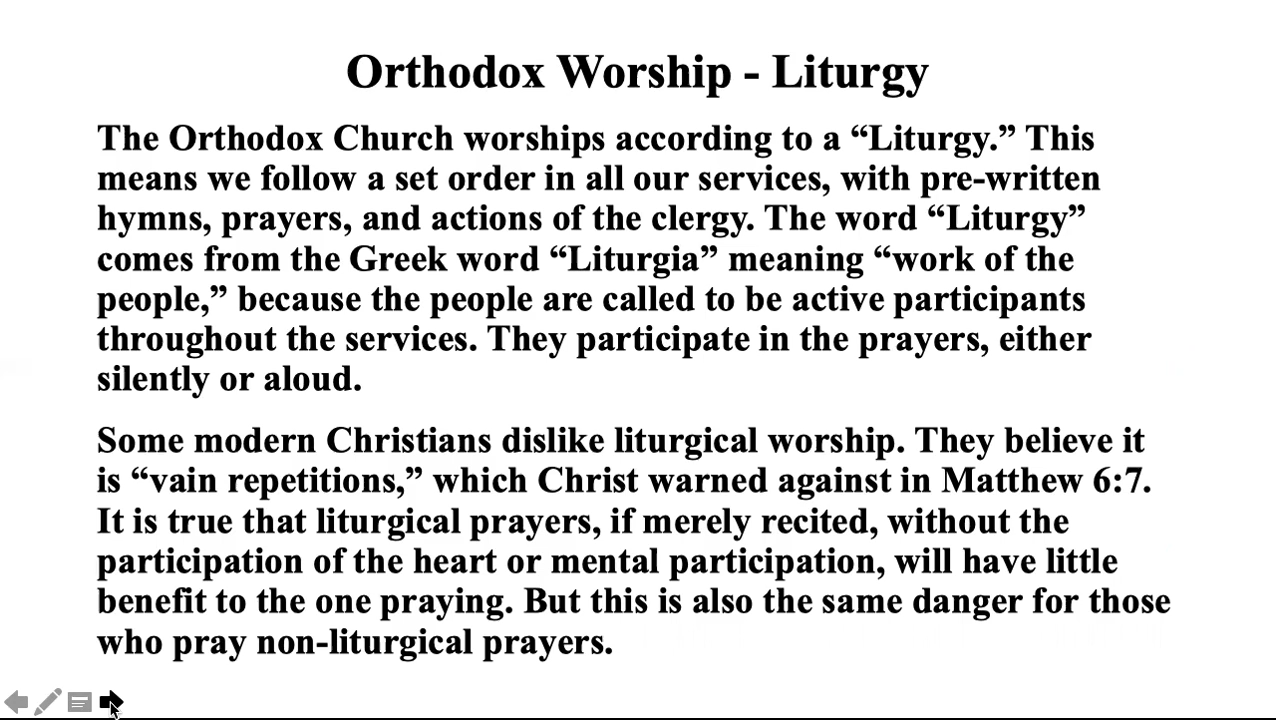 Orthodox Worship - Liturgy
The Orthodox Church worships according to a “Liturgy.” This
means we follow a set order in all our services, with pre-written
hymns, prayers, and actions of the clergy. The word “Liturgy”
comes from the Greek word “Liturgia” meaning “work of the
people,” because the people are called to be active participants
throughout the services. They participate in the prayers, either
silently or aloud.
Some modern Christians dislike liturgical worship. They believe it
is “vain repetitions,” which Christ warned against in Matthew 6:7.
It is true that liturgical prayers, if merely recited, without the
participation of the heart or mental participation, will have little
benefit to the one praying. But this is also the same danger for those
who pray non-liturgical prayers.